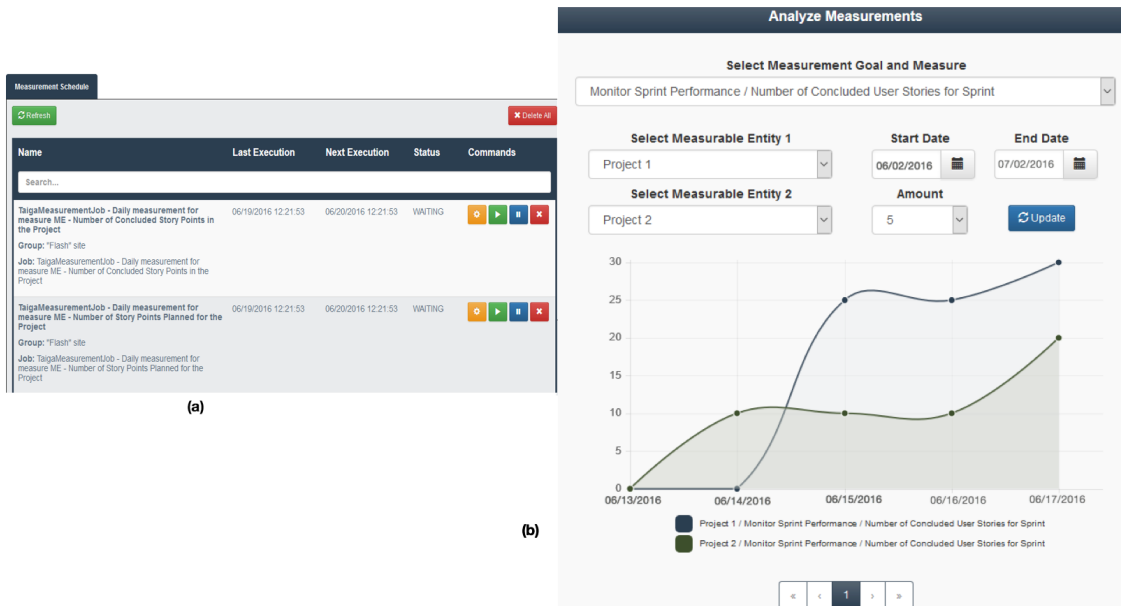 Measurement Schedule
Refresh
Delete All
Name Last Execution Next Execution Status Commands
Search...
TaigaMeasurementJob - Daily measurement for 06/19/2016 12:21:53 06/20/2016 12:21:53 WAITING
measure ME - Number of Concluded Story Points in
the Project
Group: "Flash" site
Job: TaigaMeasurementJob - Daily measurement for
measure ME - Number of Concluded Story Points in the
Project
TaigaMeasurementJob - Daily measurement for 06/19/2016 12:21:53 06/20/2016 12:21:53 WAITING
measure ME - Number of Story Points Planned for the
Project
Group: "Flash" site
Job: TaigaMeasurementJob - Daily measurement for
measure ME - Number of Story Points Planned for the
Project
(a)
Analyze Measurements
Select Measurement Goal and Measure
Monitor Sprint Performance / Number of Concluded User Stories for Sprint
Select Measurable Entity 1 Start Date End Date
Project 1 06/02/2016 07/02/2016
Select Measurable Entity 2 Amount
Project 2 5 Update
30
25
20
15
10
5
0
06/13/2016 06/14/2016 06/15/2016 06/16/2016 06/17/2016
Project 1 / Monitor Sprint Performance / Number of Concluded User Stories for Sprint
Project 2 / Monitor Sprint Performance / Number of Concluded User Stories for Sprint
« ‹ 1 › »
(b)